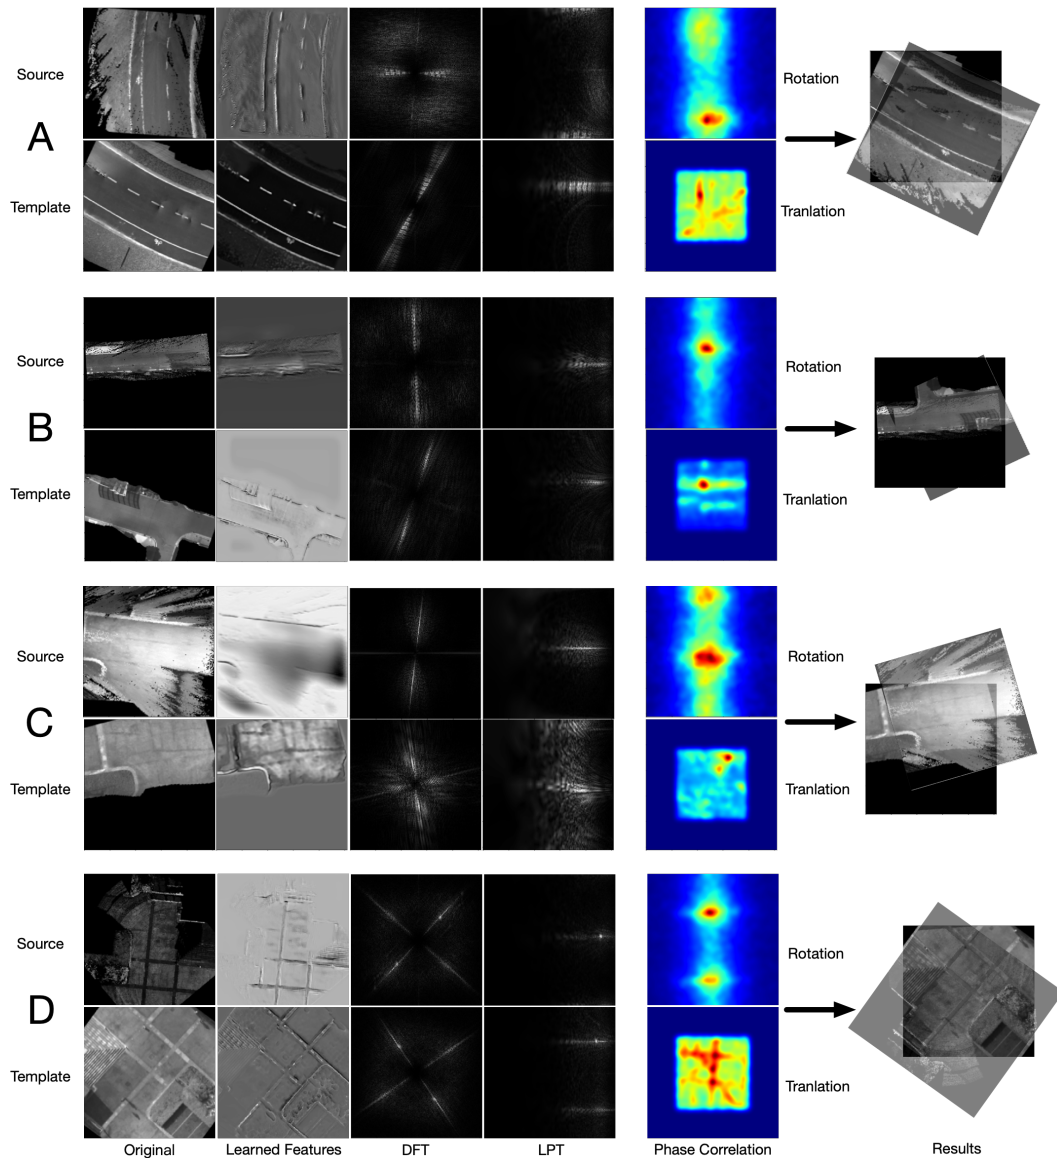 Source
Rotation
A
Template
Tranlation
Source
Rotation
B
Template
Tranlation
Source
Rotation
C
Template
Tranlation
Source
Rotation
D
Template
Tranlation
Original Learned Features DFT LPT Phase Correlation Results